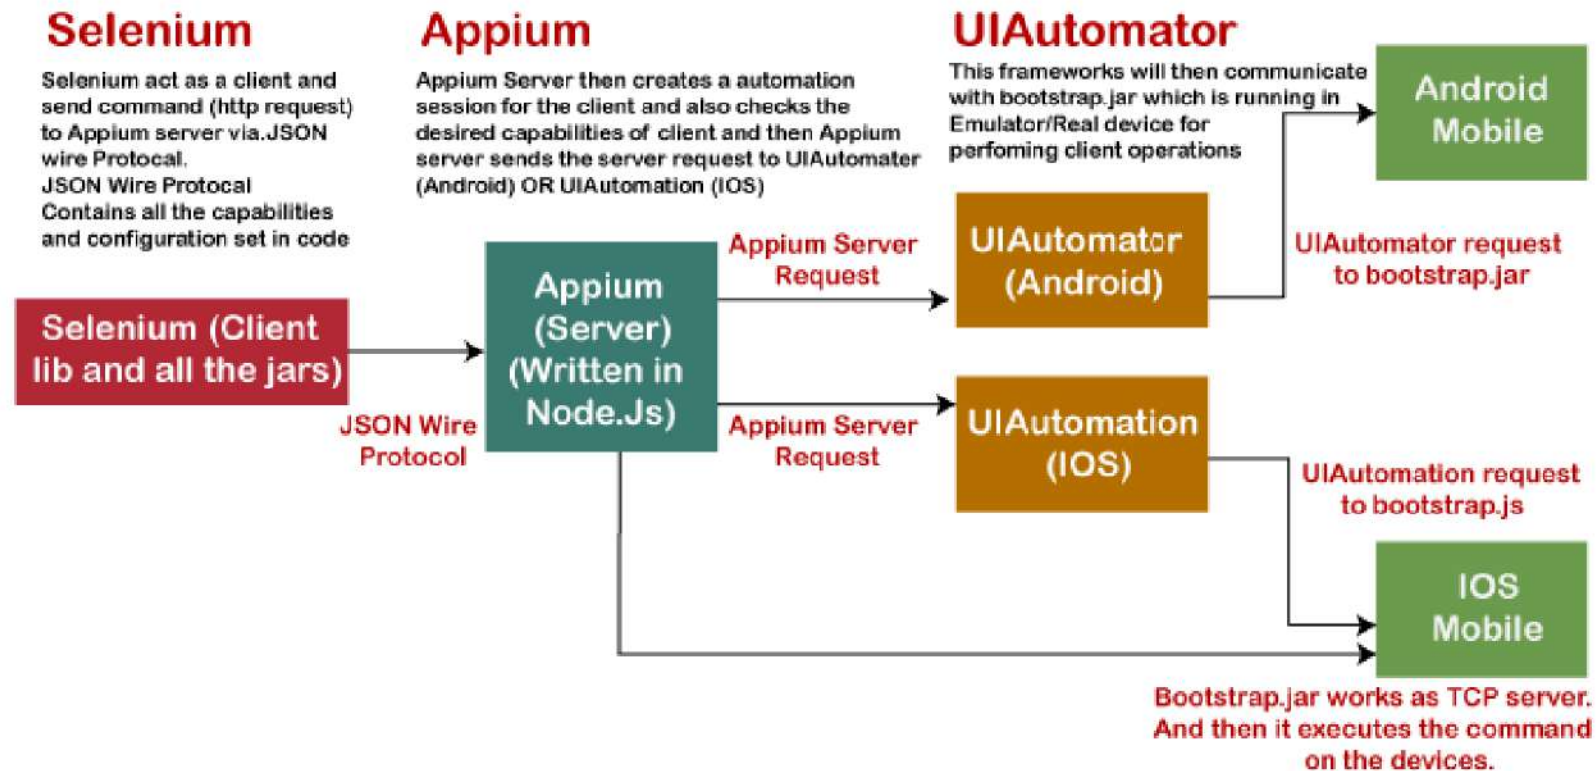 Selenium
Selenium act as a client and
send command (http request)
to Appium server via.JSON
wire Protocal.
JSON Wire Protocal
Contains all the capabilities
and configuration set in code
Appium
Appium Server then creates a automation
session for the client and also checks the
desired capabilities of client and then Appium
server sends the server request to UIAutomater
(Android) OR UIAutomation (IOS)
UIAutomator
This frameworks will then communicate
with bootstrap.jar which is running in
Emulator/Real device for
perfoming client operations
Android
Mobile
Selenium (Client
lib and all the jars)
JSON Wire
Protocol
Appium
(Server)
(Written in
Node.Js)
Appium Server
Request
Appium Server
Request
UIAutomator
(Android)
UIAutomation
(IOS)
UIAutomator request
to bootstrap.jar
UIAutomation request
to bootstrap.js
IOS
Mobile
Bootstrap.jar works as TCP server.
And then it executes the command
on the devices.